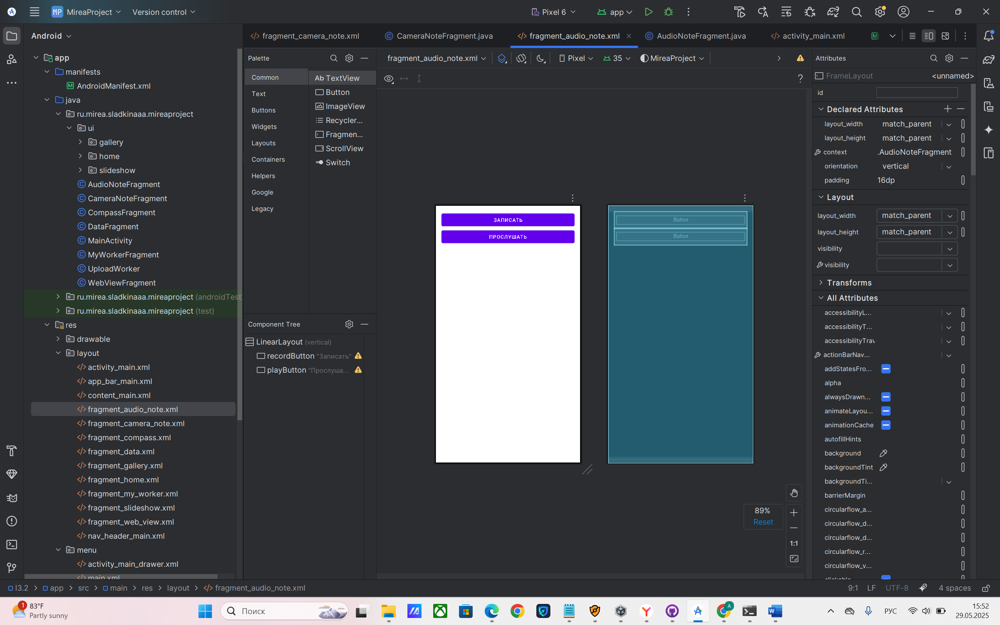 MP MireaProject
Version control
Pixel 6
app
Android
app
manifests
AndroidManifest.xml
java
ru.mirea.sladkinaaa.mireaproject
ui
gallery
home
slideshow
AudioNoteFragment
CameraNoteFragment
CompassFragment
DataFragment
MainActivity
MyWorkerFragment
UploadWorker
WebViewFragment
ru.mirea.sladkinaaa.mireaproject (androidTest
ru.mirea.sladkinaaa.mireaproject (test)
res
drawable
layout
activity_main.xml
app_bar_main.xml
content_main.xml
fragment_audio_note.xml
fragment_camera_note.xml
fragment_compass.xml
fragment_data.xml
fragment_gallery.xml
fragment_home.xml
fragment_my_worker.xml
fragment_slideshow.xml
fragment_web_view.xml
nav_header_main.xml
menu
activity_main_drawer.xml
main.xml
fragment_camera_note.xml
CameraNoteFragment.java
fragment_audio_note.xml
AudioNoteFragment.java
activity_main.xml
M
Palette
Common
Text
Buttons
Widgets
Layouts
Containers
Helpers
Google
Legacy
Ab TextView
Button
ImageView
Recycler...
Fragmen...
ScrollView
Switch
Component Tree
LinearLayout (vertical)
recordButton "Записать"
playButton "Прослуша...
fragment_audio_note.xml
Pixel
35
MireaProject
?
ЗАПИСАТЬ
ПРОСЛУШАТЬ
Button
Button
89%
Reset
1:1
Attributes
FrameLayout <unnamed>
id
Declared Attributes
layout_width match_parent
layout_height match_parent
context .AudioNoteFragment
orientation vertical
padding 16dp
Layout
layout_width match_parent
layout_height match_parent
visibility
visibility
Transforms
All Attributes
accessibilityL...
accessibilityT...
accessibilityTrav
actionBarNav...
addStatesFro...
alpha
alwaysDrawn...
animateLayou...
animationCache
autofillHints
background
backgroundTint
backgroundTi...
barrierMargin
circularflow_a...
circularflow_d...
circularflow_d...
circularflow_r...
circularflow_v...
clickable
l3.2 > app > src > main > res > layout > fragment_audio_note.xml
9:1 LF UTF-8 4 spaces
1
83°F
Partly sunny
Поиск
A
W
РУС
15:52
29.05.2025